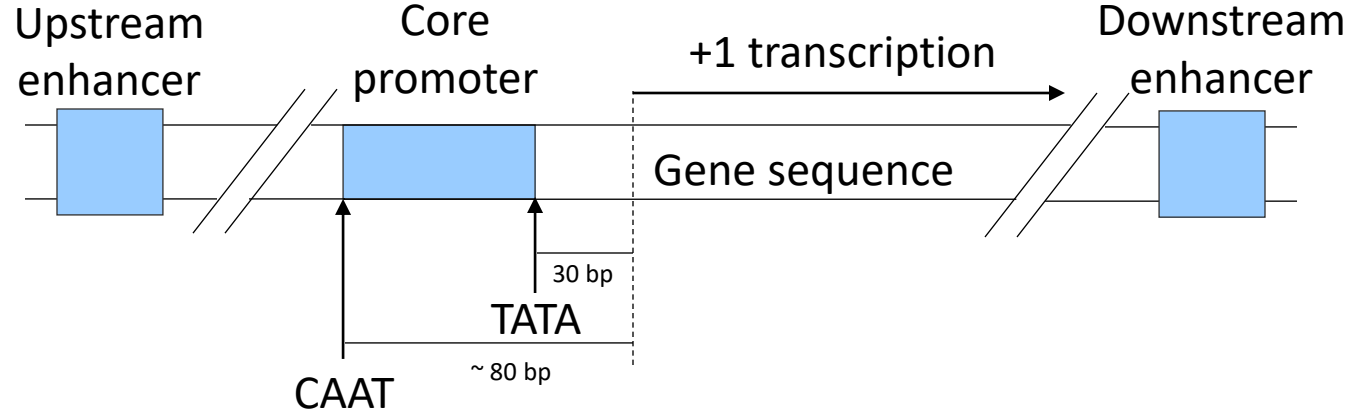 Upstream
enhancer
Core
promoter
+1 transcription
Downstream
enhancer
Gene sequence
30 bp
TATA
~ 80 bp
CAAT